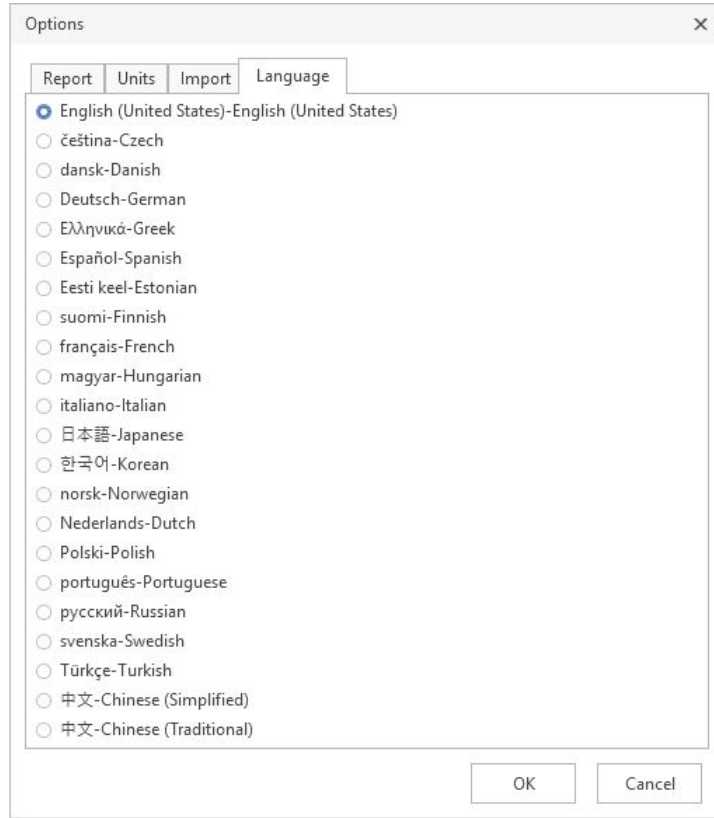 Options
Report Units Import Language
English (United States)-English (United States)
čeština-Czech
dansk-Danish
Deutsch-German
Ελληνικά-Greek
Español-Spanish
Eesti keel-Estonian
suomi-Finnish
français-French
magyar-Hungarian
italiano-Italian
日本語-Japanese
한국어-Korean
norsk-Norwegian
Nederlands-Dutch
Polski-Polish
português-Portuguese
русский-Russian
svenska-Swedish
Türkçe-Turkish
中文-Chinese (Simplified)
中文-Chinese (Traditional)
OK Cancel